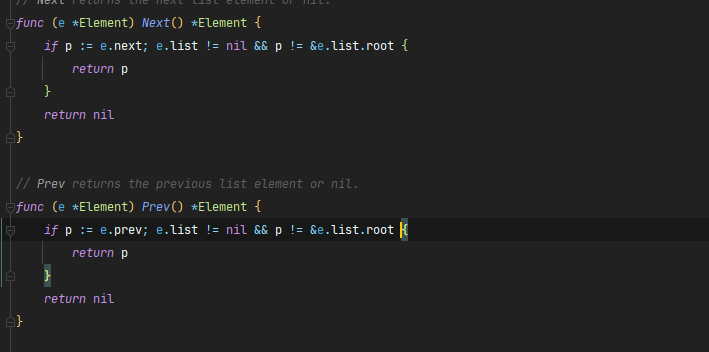 // Next returns the next list element or nil.
func (e *Element) Next() *Element {
    if p := e.next; e.list != nil && p != &e.list.root {
        return p
    }
    return nil
}

// Prev returns the previous list element or nil.
func (e *Element) Prev() *Element {
    if p := e.prev; e.list != nil && p != &e.list.root {
        return p
    }
    return nil
}